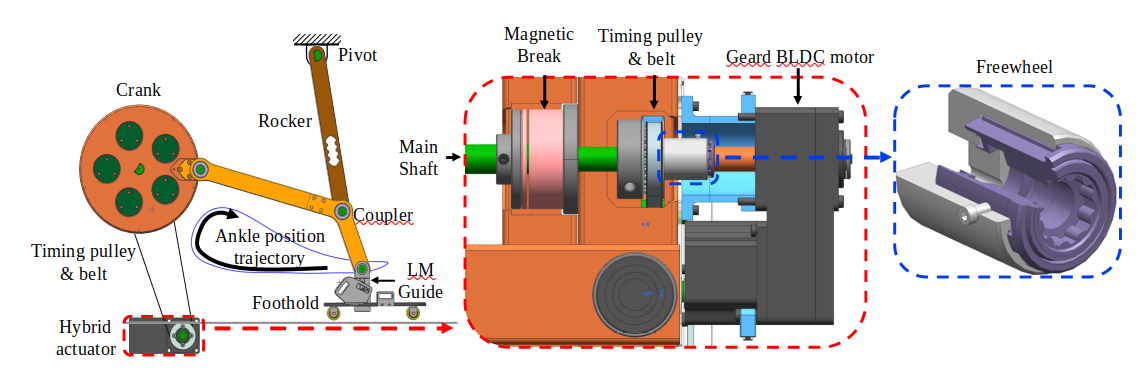 Crank
Pivot
Rocker
Coupler
Ankle position
trajectory
Timing pulley
& belt
LM
Guide
Foothold
Hybrid
actuator
Magnetic
Break
Timing pulley
& belt
Geard BLDC motor
Main
Shaft
Freewheel